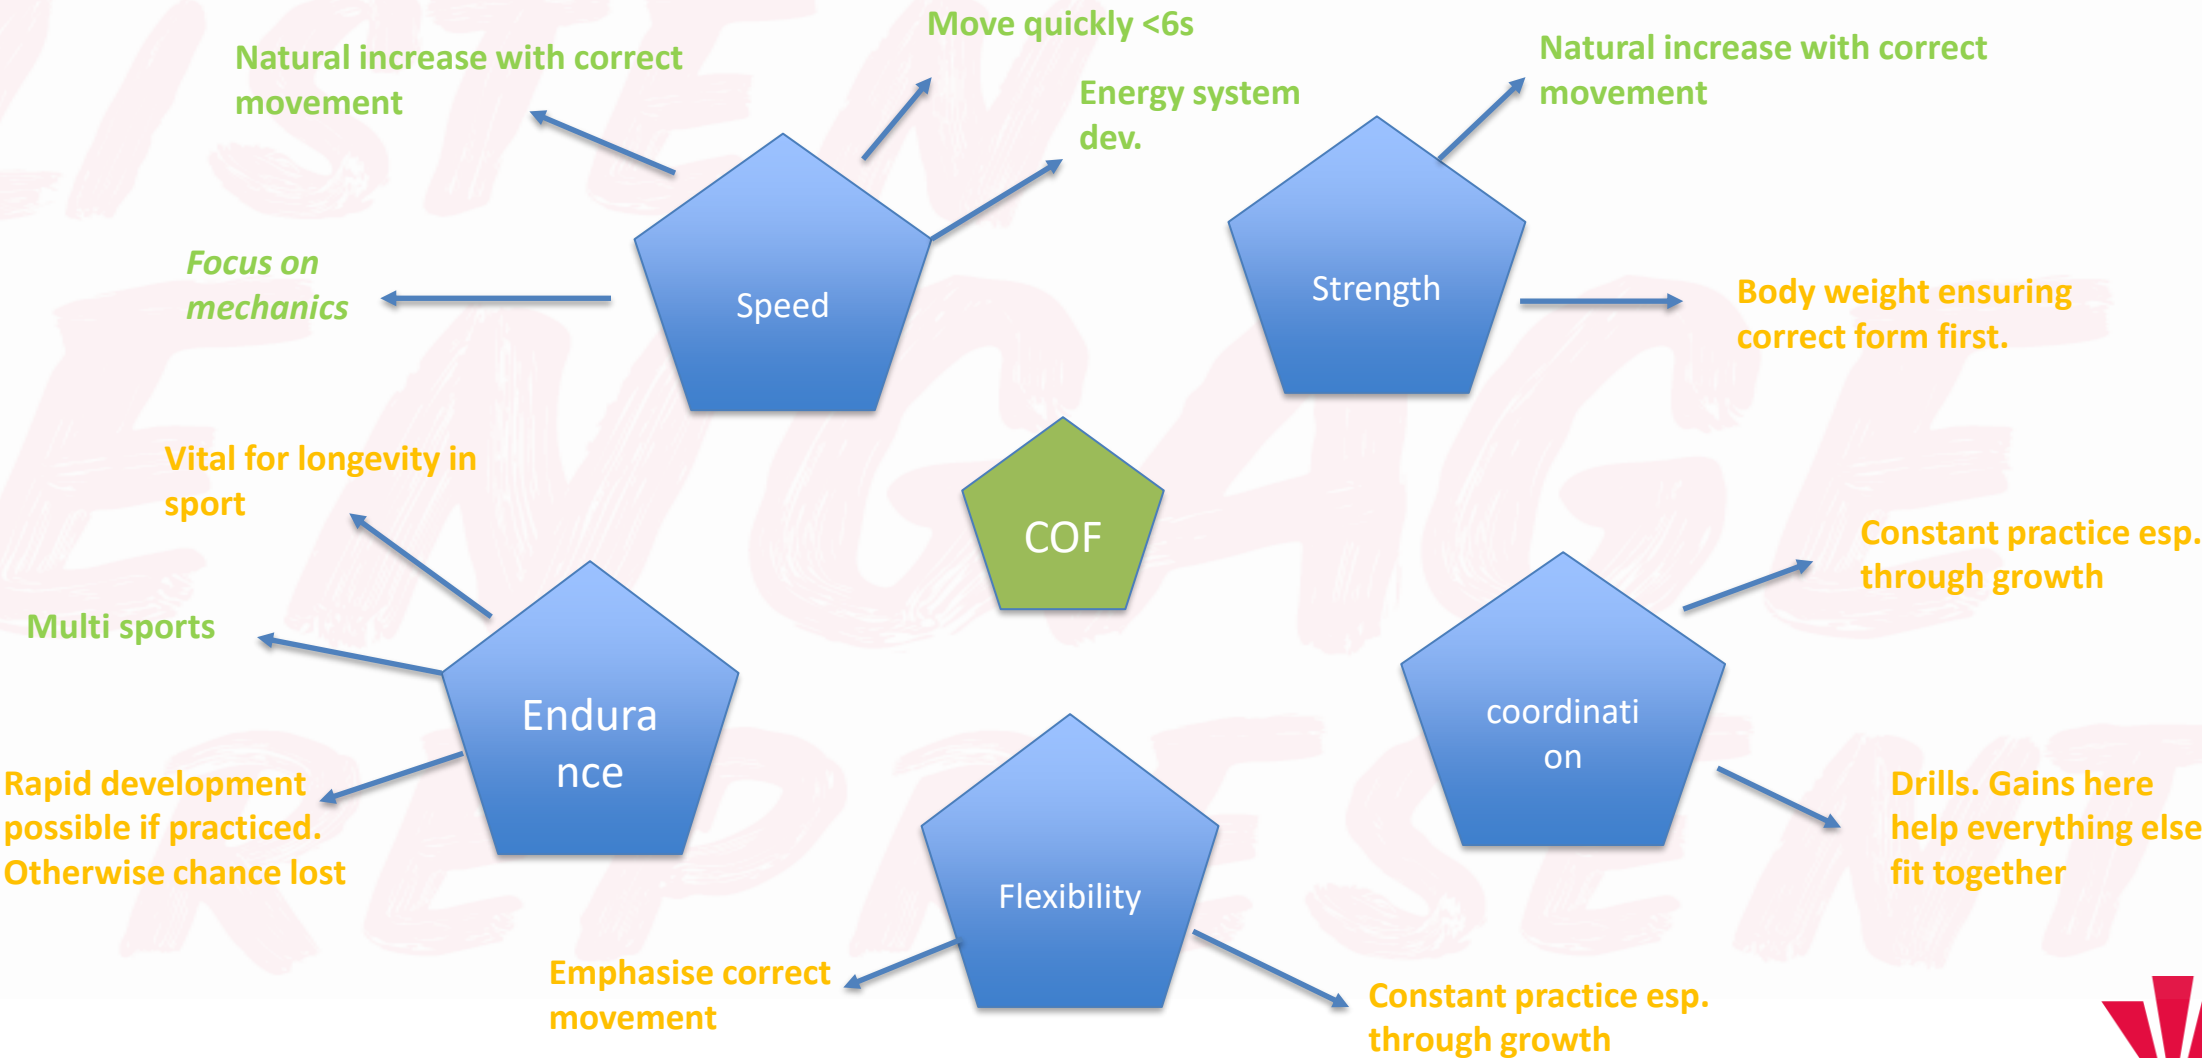 LISTEN
ENGAGE
REPRESENT
Move quickly <6s
Natural increase with correct
movement
Energy system
dev.
Natural increase with correct
movement
Focus on
mechanics
Speed
Strength
Body weight ensuring
correct form first.
Vital for longevity in
sport
COF
Constant practice esp.
through growth
Multi sports
Endura
nce
coordinati
on
Rapid development
possible if practiced.
Otherwise chance lost
Drills. Gains here
help everything else
fit together
Flexibility
Emphasise correct
movement
Constant practice esp.
through growth